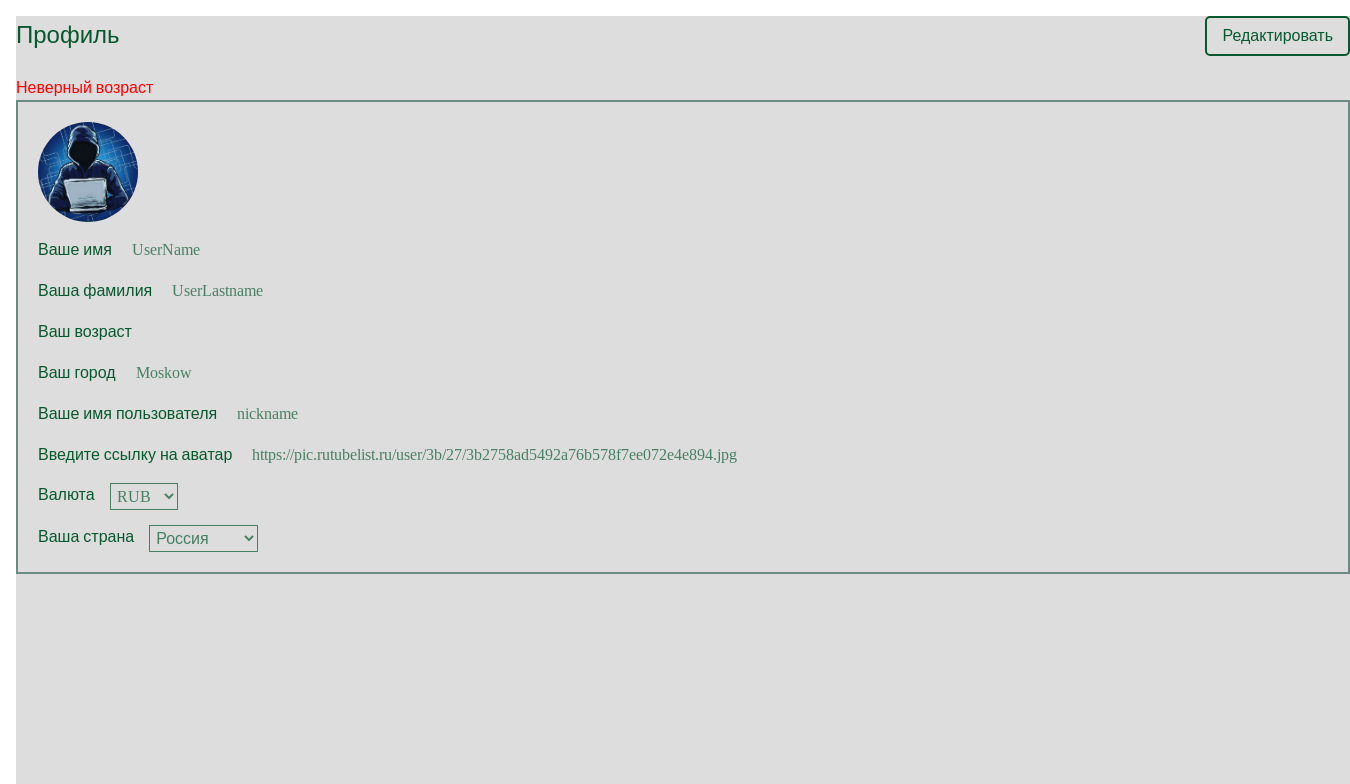 Профиль
Редактировать
Неверный возраст
Ваше имя UserName
Ваша фамилия UserLastname
Ваш возраст
Ваш город Moskow
Ваше имя пользователя nickname
Введите ссылку на аватар https://pic.rutubelist.ru/user/3b/27/3b2758ad5492a76b578f7ee072e4e894.jpg
Валюта RUB
Ваша страна Россия